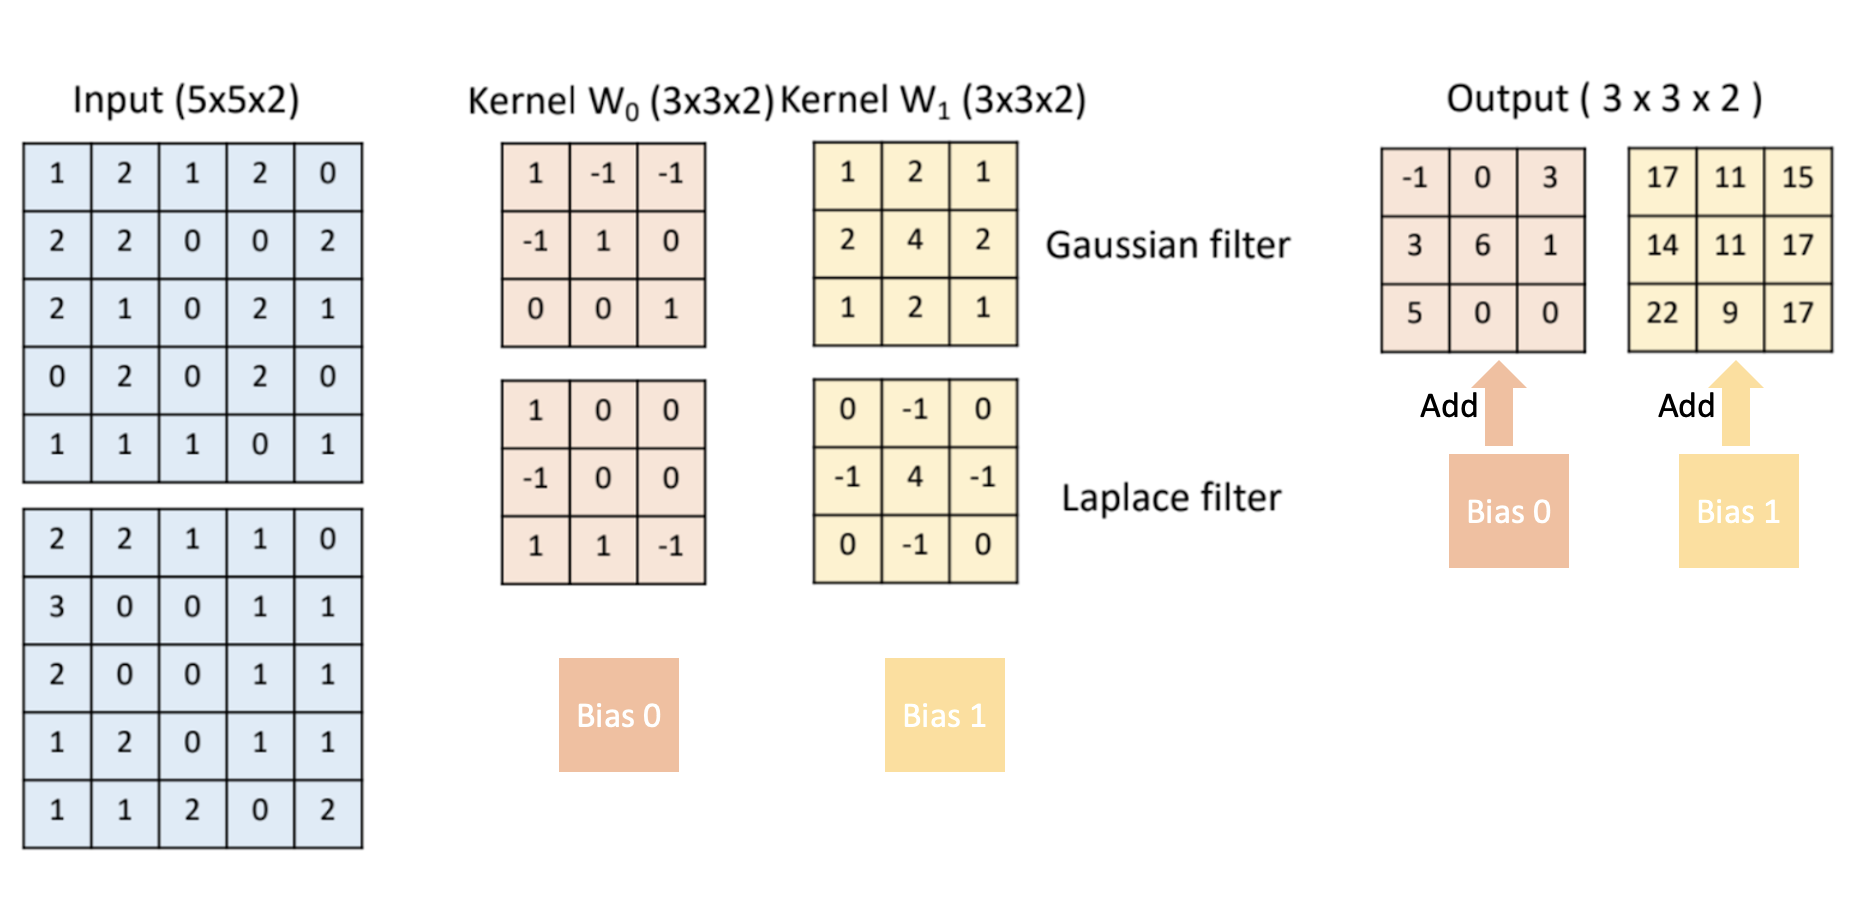 Input (5x5x2)
1 2 1 2 0
2 2 0 0 2
2 1 0 2 1
0 2 0 2 0
1 1 1 0 1
2 2 1 1 0
3 0 0 1 1
2 0 0 1 1
1 2 0 1 1
1 1 2 0 2
Kernel W0 (3x3x2)
1 -1 -1
-1 1 0
0 0 1
1 0 0
-1 0 0
1 1 -1
Bias 0
Kernel W1 (3x3x2)
1 2 1
2 4 2
1 2 1
0 -1 0
-1 4 -1
0 -1 0
Bias 1
Gaussian filter
Laplace filter
Output ( 3 x 3 x 2 )
-1 0 3
3 6 1
5 0 0
Add
Bias 0
17 11 15
14 11 17
22 9 17
Add
Bias 1